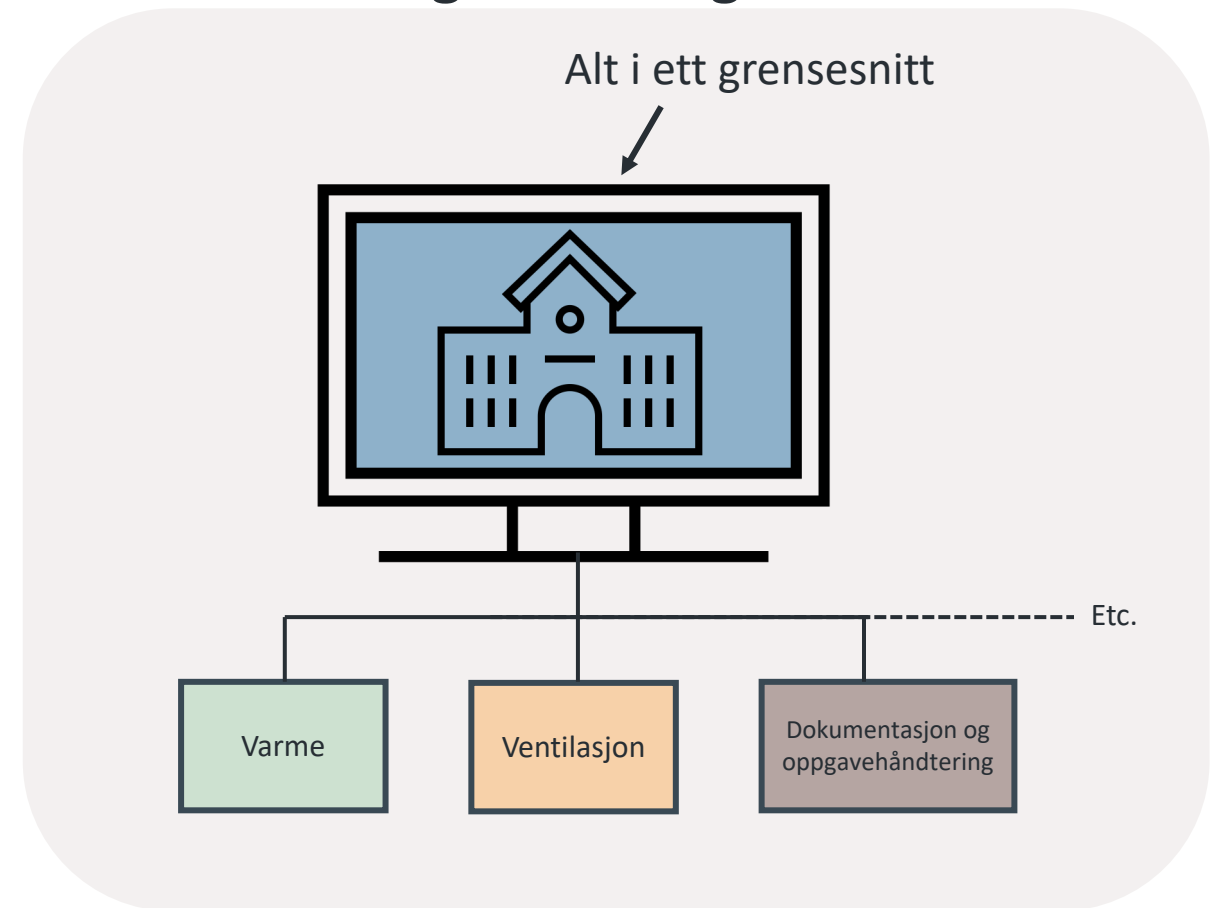 Alt i ett grensesnitt
Etc.
Varme
Ventilasjon
Dokumentasjon og
oppgavehåndtering